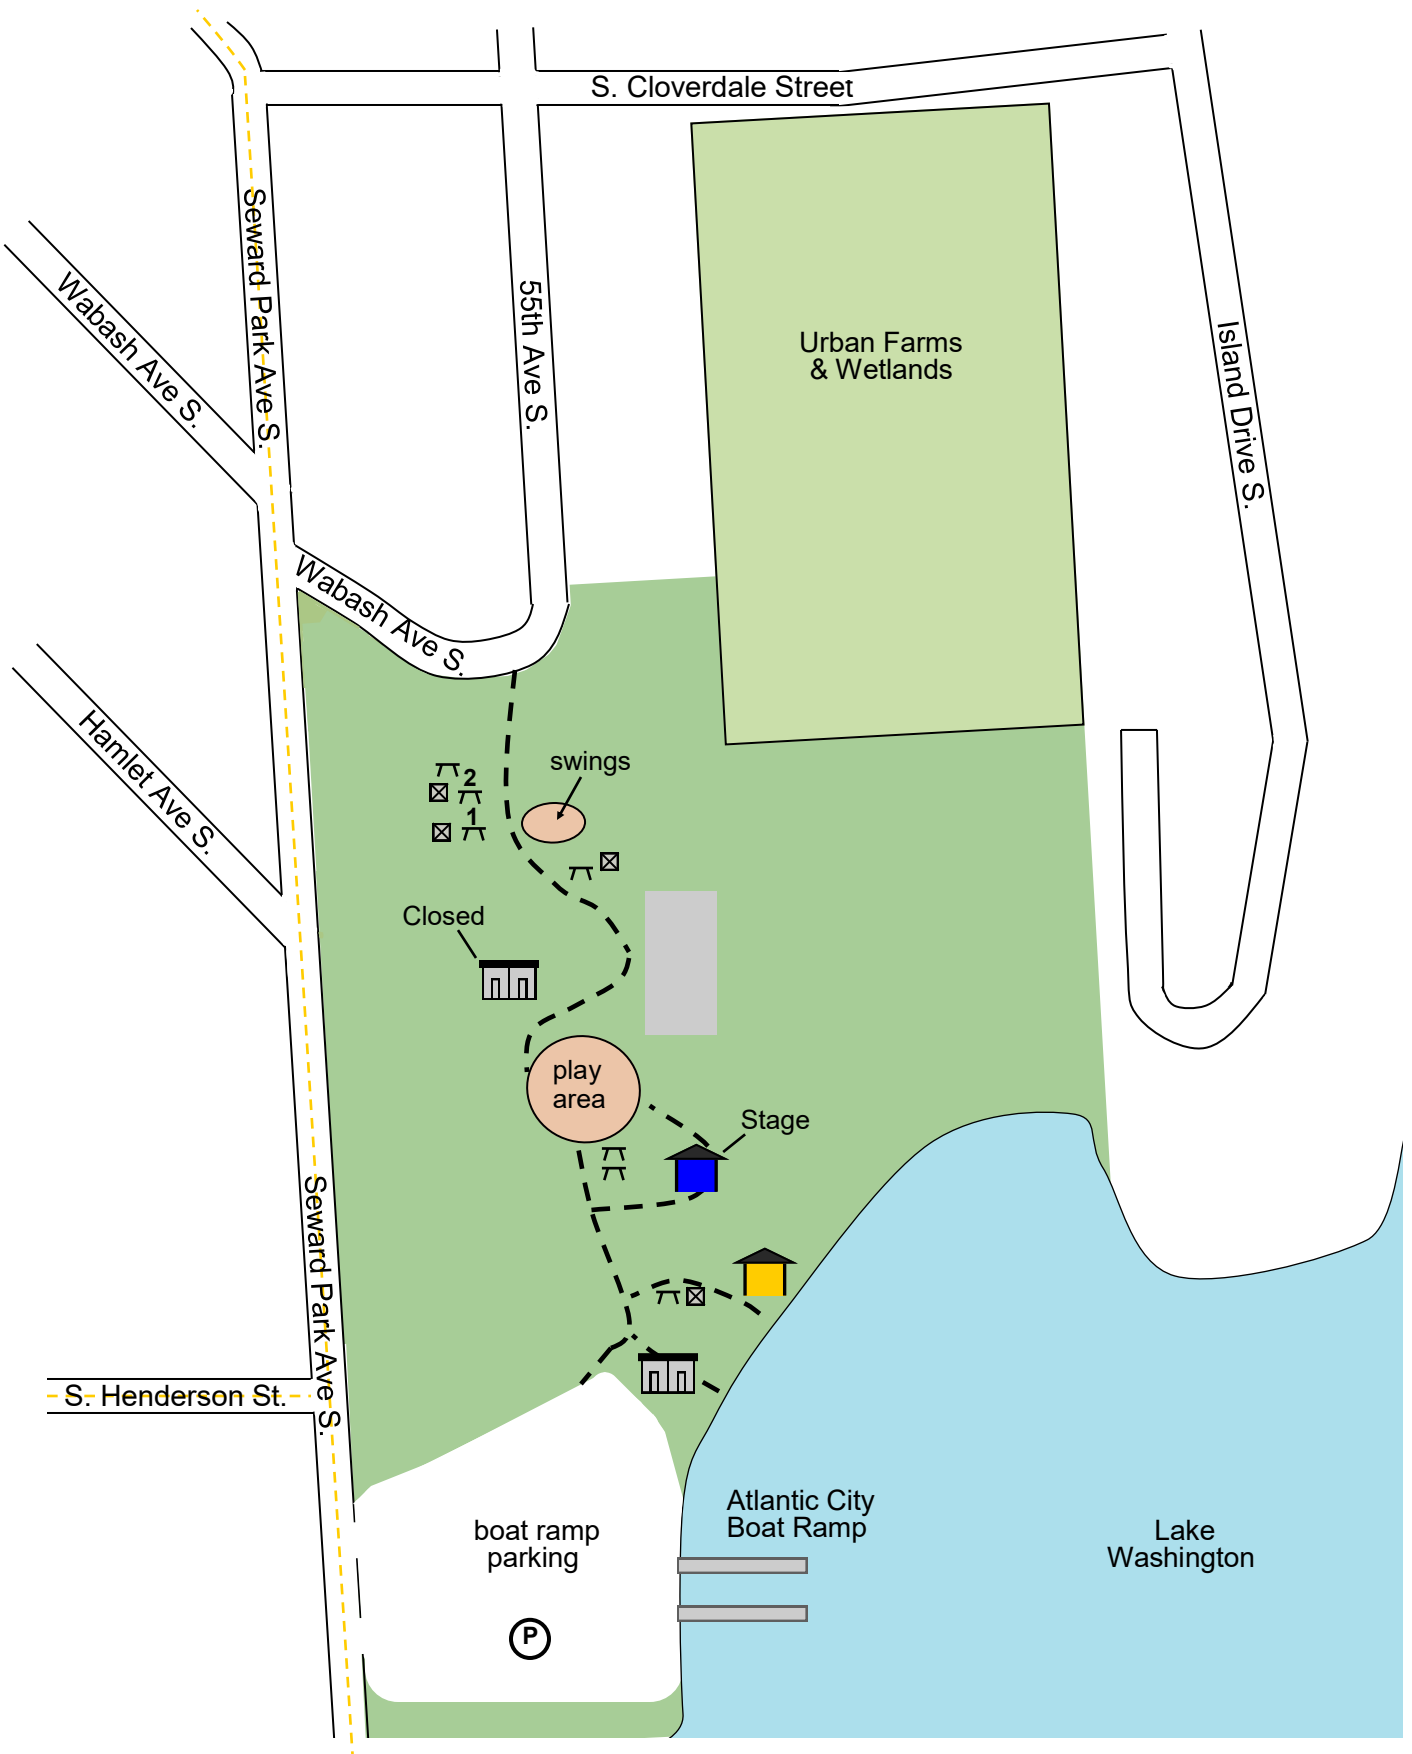 S. Cloverdale Street
Seward Park Ave S.
Wabash Ave S.
55th Ave S.
Urban Farms
& Wetlands
Island Drive S.
Wabash Ave S.
Hamlet Ave S.
swings
2
1
Closed
play
area
Stage
Seward Park Ave S.
S. Henderson St.
Atlantic City
Boat Ramp
boat ramp
parking
Lake
Washington
P